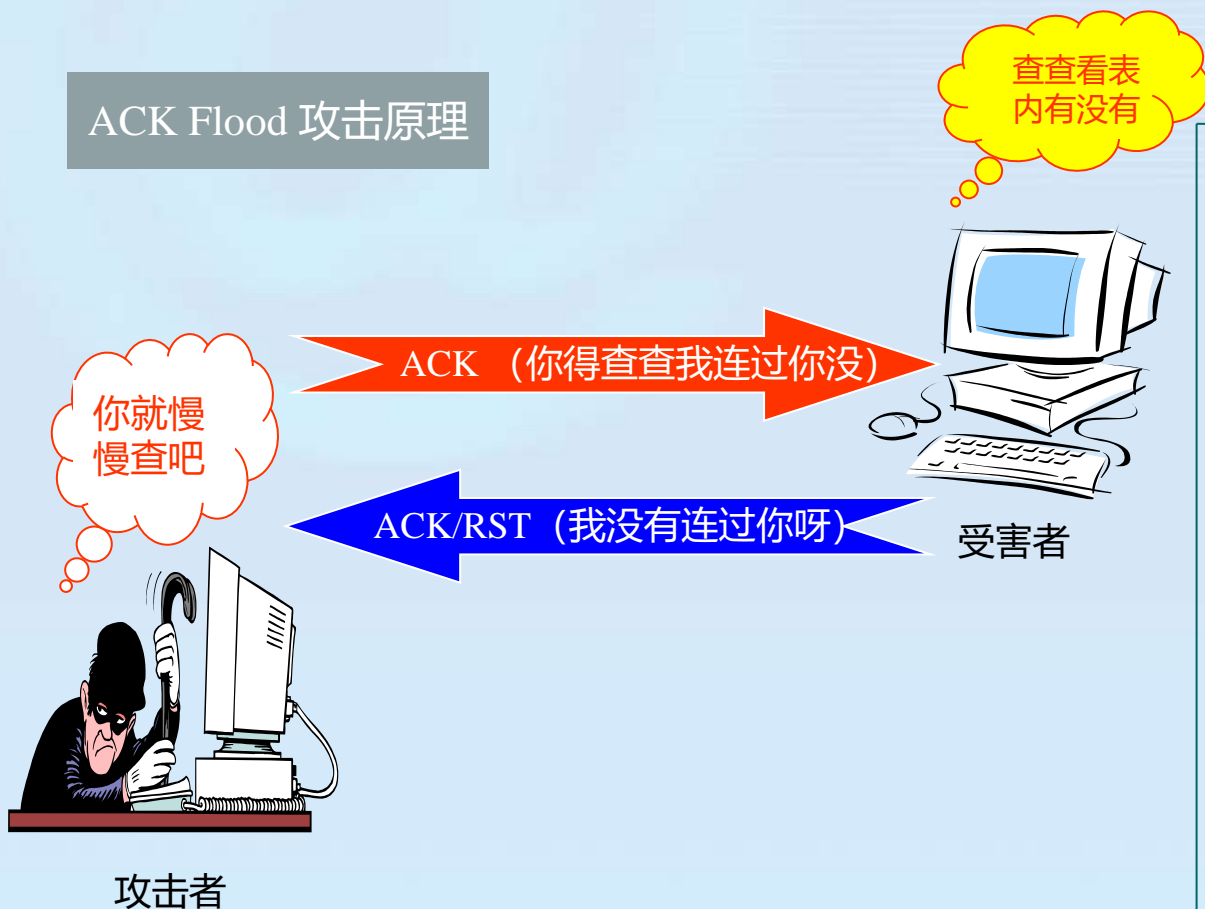 ACK Flood 攻击原理
查查看表
内有没有
ACK （你得查查我连过你没）
你就慢
慢查吧
ACK/RST（我没有连过你呀）
受害者
攻击者